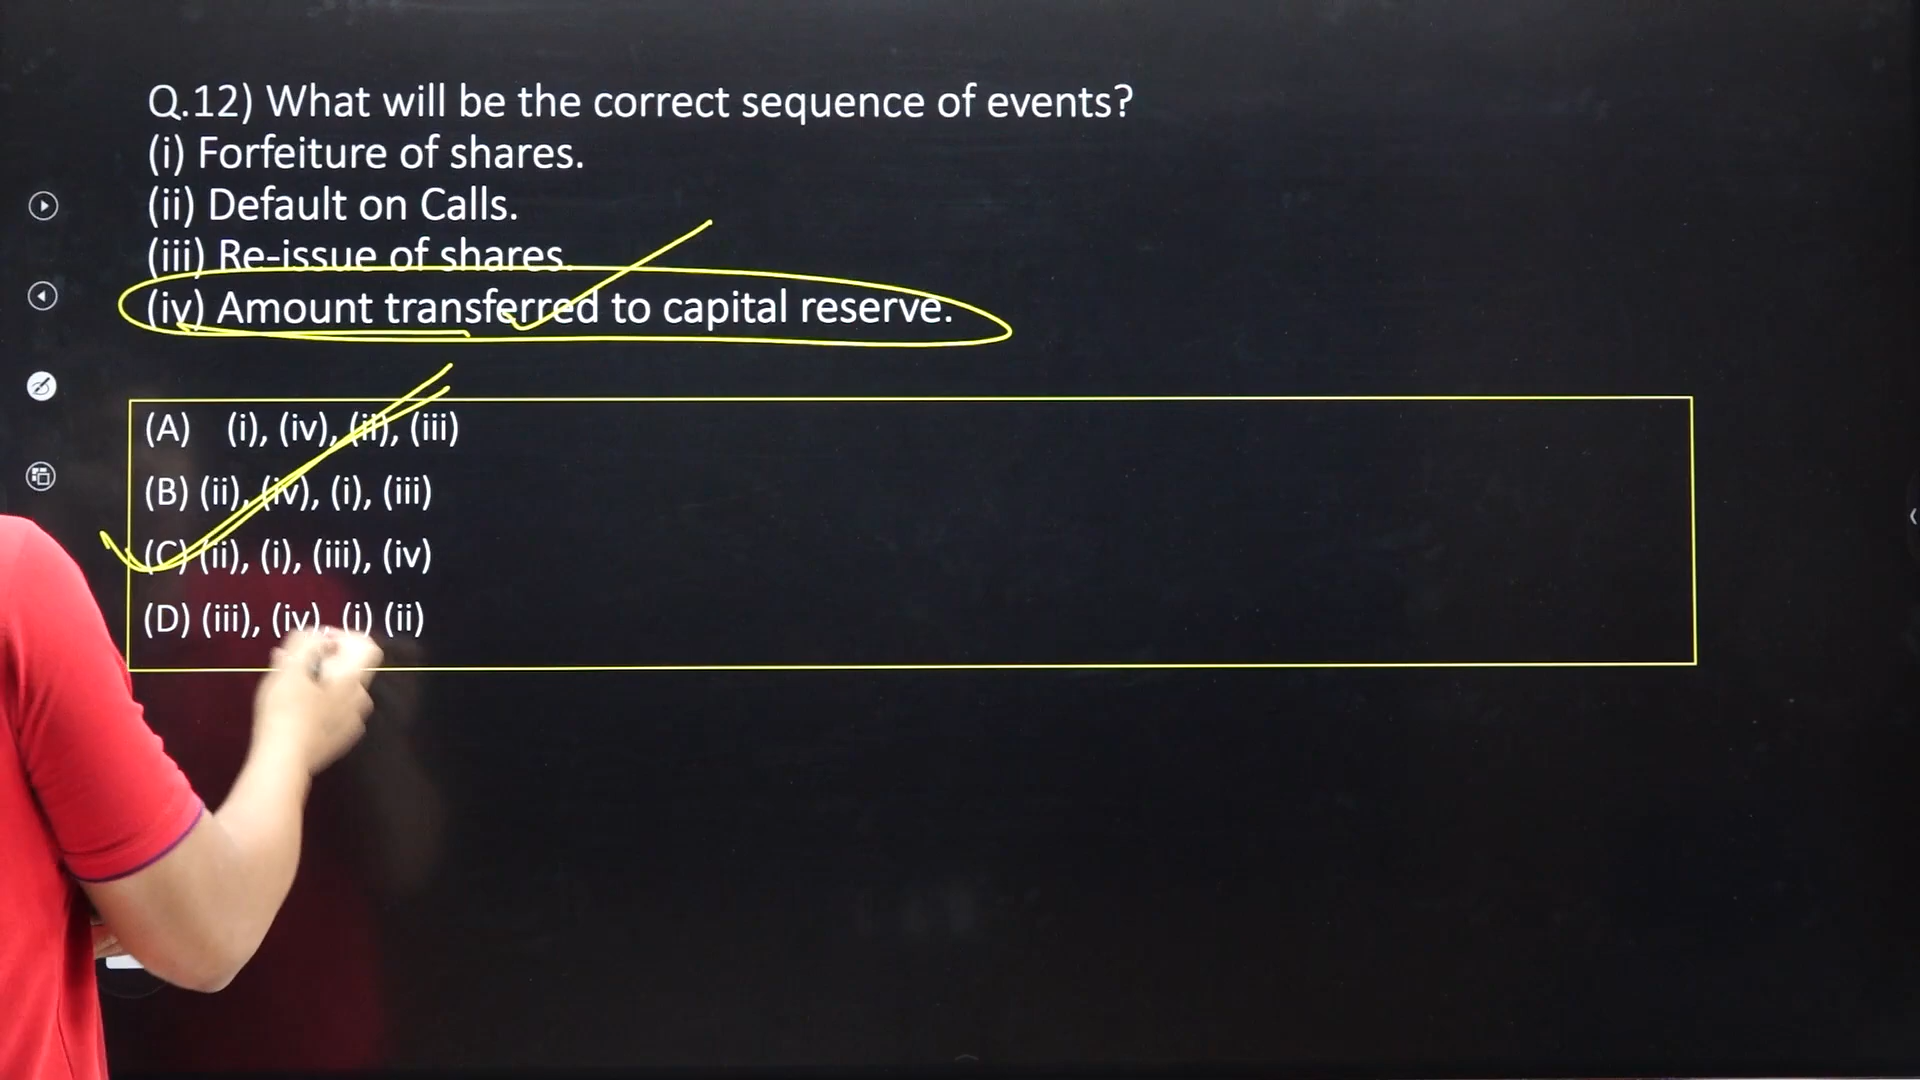 Q.12) What will be the correct sequence of events?
(i) Forfeiture of shares.
(ii) Default on Calls.
(iii) Re-issue of shares.
(iv) Amount transferred to capital reserve.
(A) (i), (iv), (ii), (iii)
(B) (ii), (iv), (i), (iii)
(C) (ii), (i), (iii), (iv)
(D) (iii), (iv), (i) (ii)